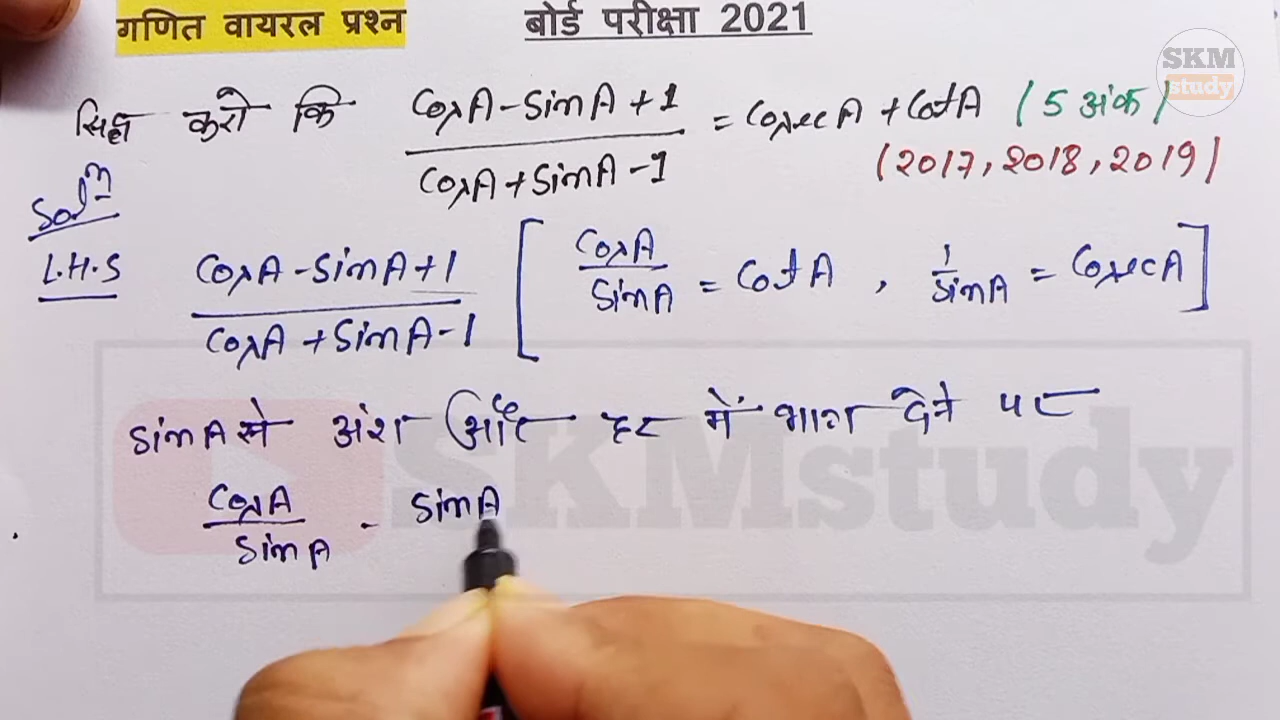 गणित वायरल प्रश्न बोर्ड परीक्षा 2021
SKM
study
सिद्ध करो कि (CosA - SinA + 1)/(CosA + SinA - 1) = CosecA + CotA (5 अंक)
(2017, 2018, 2019)
Solⁿ
L.H.S (CosA - SinA + 1)/(CosA + SinA - 1) [CosA/SinA = CotA, 1/SinA = CosecA]
SinA से अंश और हर में भाग देने पर
CosA/SinA - SinA
SKMstudy